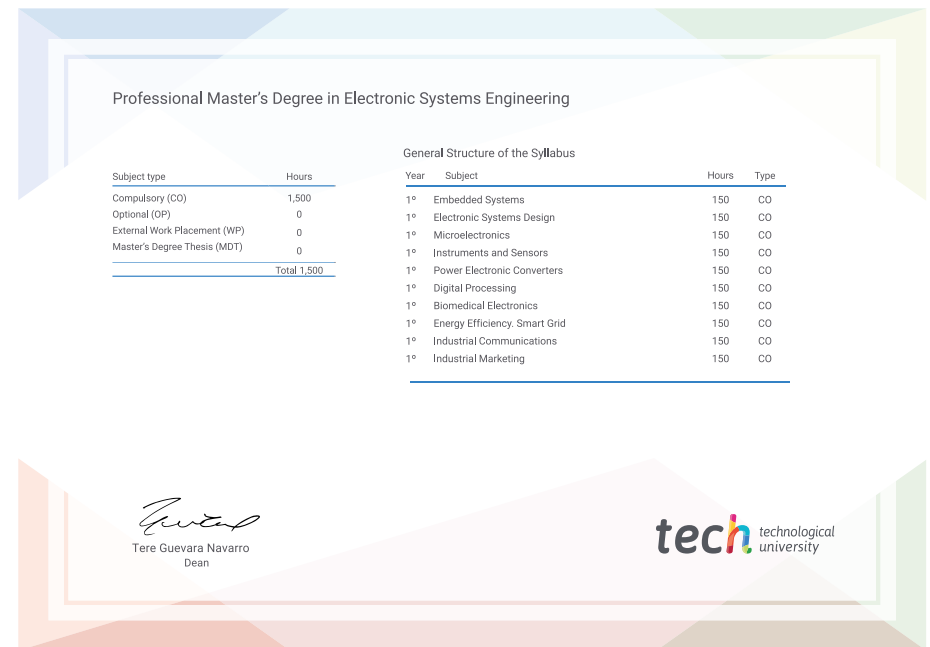 Professional Master's Degree in Electronic Systems Engineering
Subject type Hours
Compulsory (CO) 1,500
Optional (OP) 0
External Work Placement (WP) 0
Master's Degree Thesis (MDT) 0
Total 1,500
General Structure of the Syllabus
Year Subject Hours Type
1º Embedded Systems 150 CO
1º Electronic Systems Design 150 CO
1º Microelectronics 150 CO
1º Instruments and Sensors 150 CO
1º Power Electronic Converters 150 CO
1º Digital Processing 150 CO
1º Biomedical Electronics 150 CO
1º Energy Efficiency. Smart Grid 150 CO
1º Industrial Communications 150 CO
1º Industrial Marketing 150 CO
Tere Guevara Navarro
Dean
tech technological
university